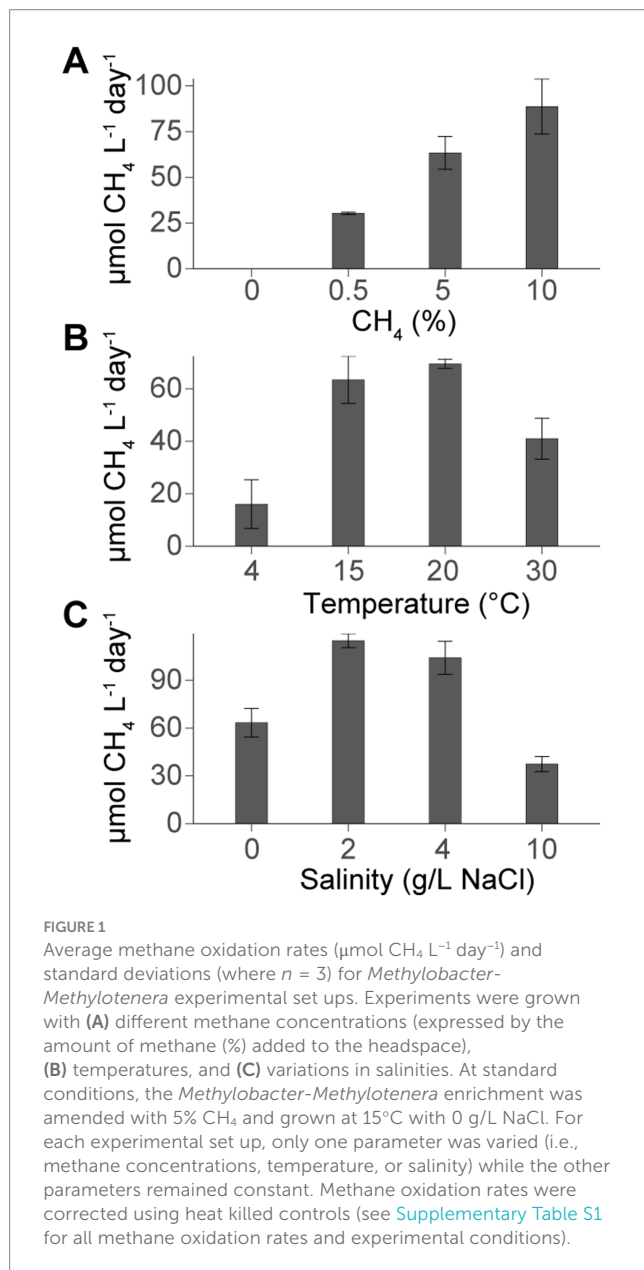 A
µmol CH₄ L⁻¹ day⁻¹
100
75
50
25
0
0 0.5 5 10
CH₄ (%)
B
µmol CH₄ L⁻¹ day⁻¹
60
40
20
0
4 15 20 30
Temperature (°C)
C
µmol CH₄ L⁻¹ day⁻¹
90
60
30
0
0 2 4 10
Salinity (g/L NaCl)
FIGURE 1
Average methane oxidation rates (μmol CH₄ L⁻¹ day⁻¹) and
standard deviations (where n = 3) for Methylobacter-
Methylotenera experimental set ups. Experiments were grown
with (A) different methane concentrations (expressed by the
amount of methane (%) added to the headspace),
(B) temperatures, and (C) variations in salinities. At standard
conditions, the Methylobacter-Methylotenera enrichment was
amended with 5% CH₄ and grown at 15°C with 0 g/L NaCl. For
each experimental set up, only one parameter was varied (i.e.,
methane concentrations, temperature, or salinity) while the other
parameters remained constant. Methane oxidation rates were
corrected using heat killed controls (see Supplementary Table S1
for all methane oxidation rates and experimental conditions).